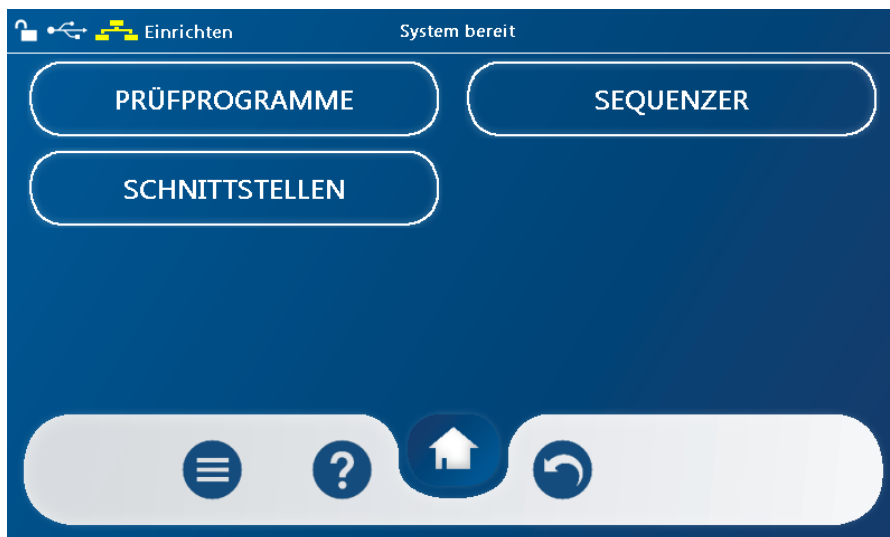 Einrichten System bereit
PRÜFPROGRAMME SEQUENZER
SCHNITTSTELLEN
?